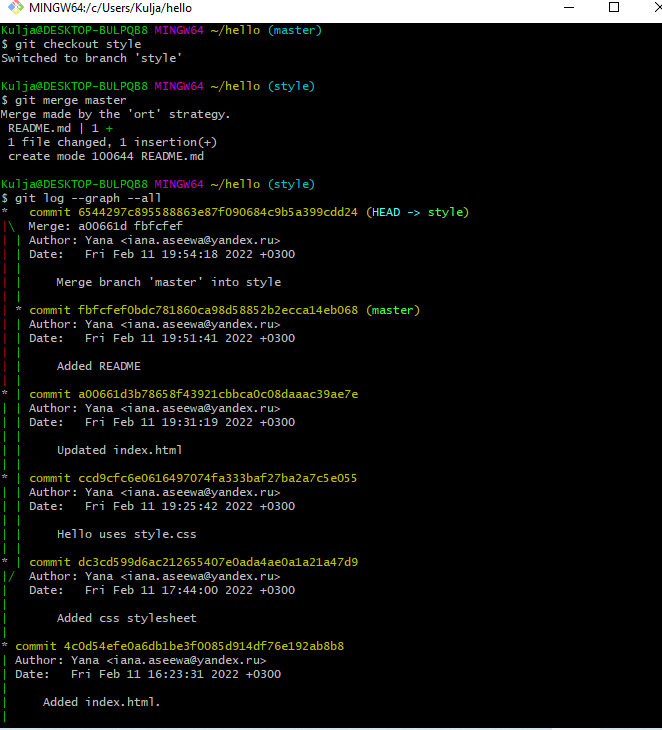 MINGW64:/c/Users/Kulja/hello
Kulja@DESKTOP-BULPQB8 MINGW64 ~/hello (master)
$ git checkout style
Switched to branch 'style'
Kulja@DESKTOP-BULPQB8 MINGW64 ~/hello (style)
$ git merge master
Merge made by the 'ort' strategy.
 README.md | 1 +
 1 file changed, 1 insertion(+)
 create mode 100644 README.md
Kulja@DESKTOP-BULPQB8 MINGW64 ~/hello (style)
$ git log --graph --all
*   commit 6544297c895588863e87f090684c9b5a399cdd24 (HEAD -> style)
|\  Merge: a00661d fbfcfef
| | Author: Yana <iana.aseewa@yandex.ru>
| | Date:   Fri Feb 11 19:54:18 2022 +0300
| |
| |     Merge branch 'master' into style
| |
| * commit fbfcfef0bdc781860ca98d58852b2ecca14eb068 (master)
| | Author: Yana <iana.aseewa@yandex.ru>
| | Date:   Fri Feb 11 19:51:41 2022 +0300
| |
| |     Added README
| |
* | commit a00661d3b78658f43921cbbca0c08daaac39ae7e
| | Author: Yana <iana.aseewa@yandex.ru>
| | Date:   Fri Feb 11 19:31:19 2022 +0300
| |
| |     Updated index.html
| |
* | commit ccd9cfc6e0616497074fa333baf27ba2a7c5e055
| | Author: Yana <iana.aseewa@yandex.ru>
| | Date:   Fri Feb 11 19:25:42 2022 +0300
| |
| |     Hello uses style.css
| |
* | commit dc3cd599d6ac212655407e0ada4ae0a1a21a47d9
|/  Author: Yana <iana.aseewa@yandex.ru>
|   Date:   Fri Feb 11 17:44:00 2022 +0300
|
|       Added css stylesheet
|
* commit 4c0d54efe0a6db1be3f0085d914df76e192ab8b8
| Author: Yana <iana.aseewa@yandex.ru>
| Date:   Fri Feb 11 16:23:31 2022 +0300
|
|     Added index.html.
|